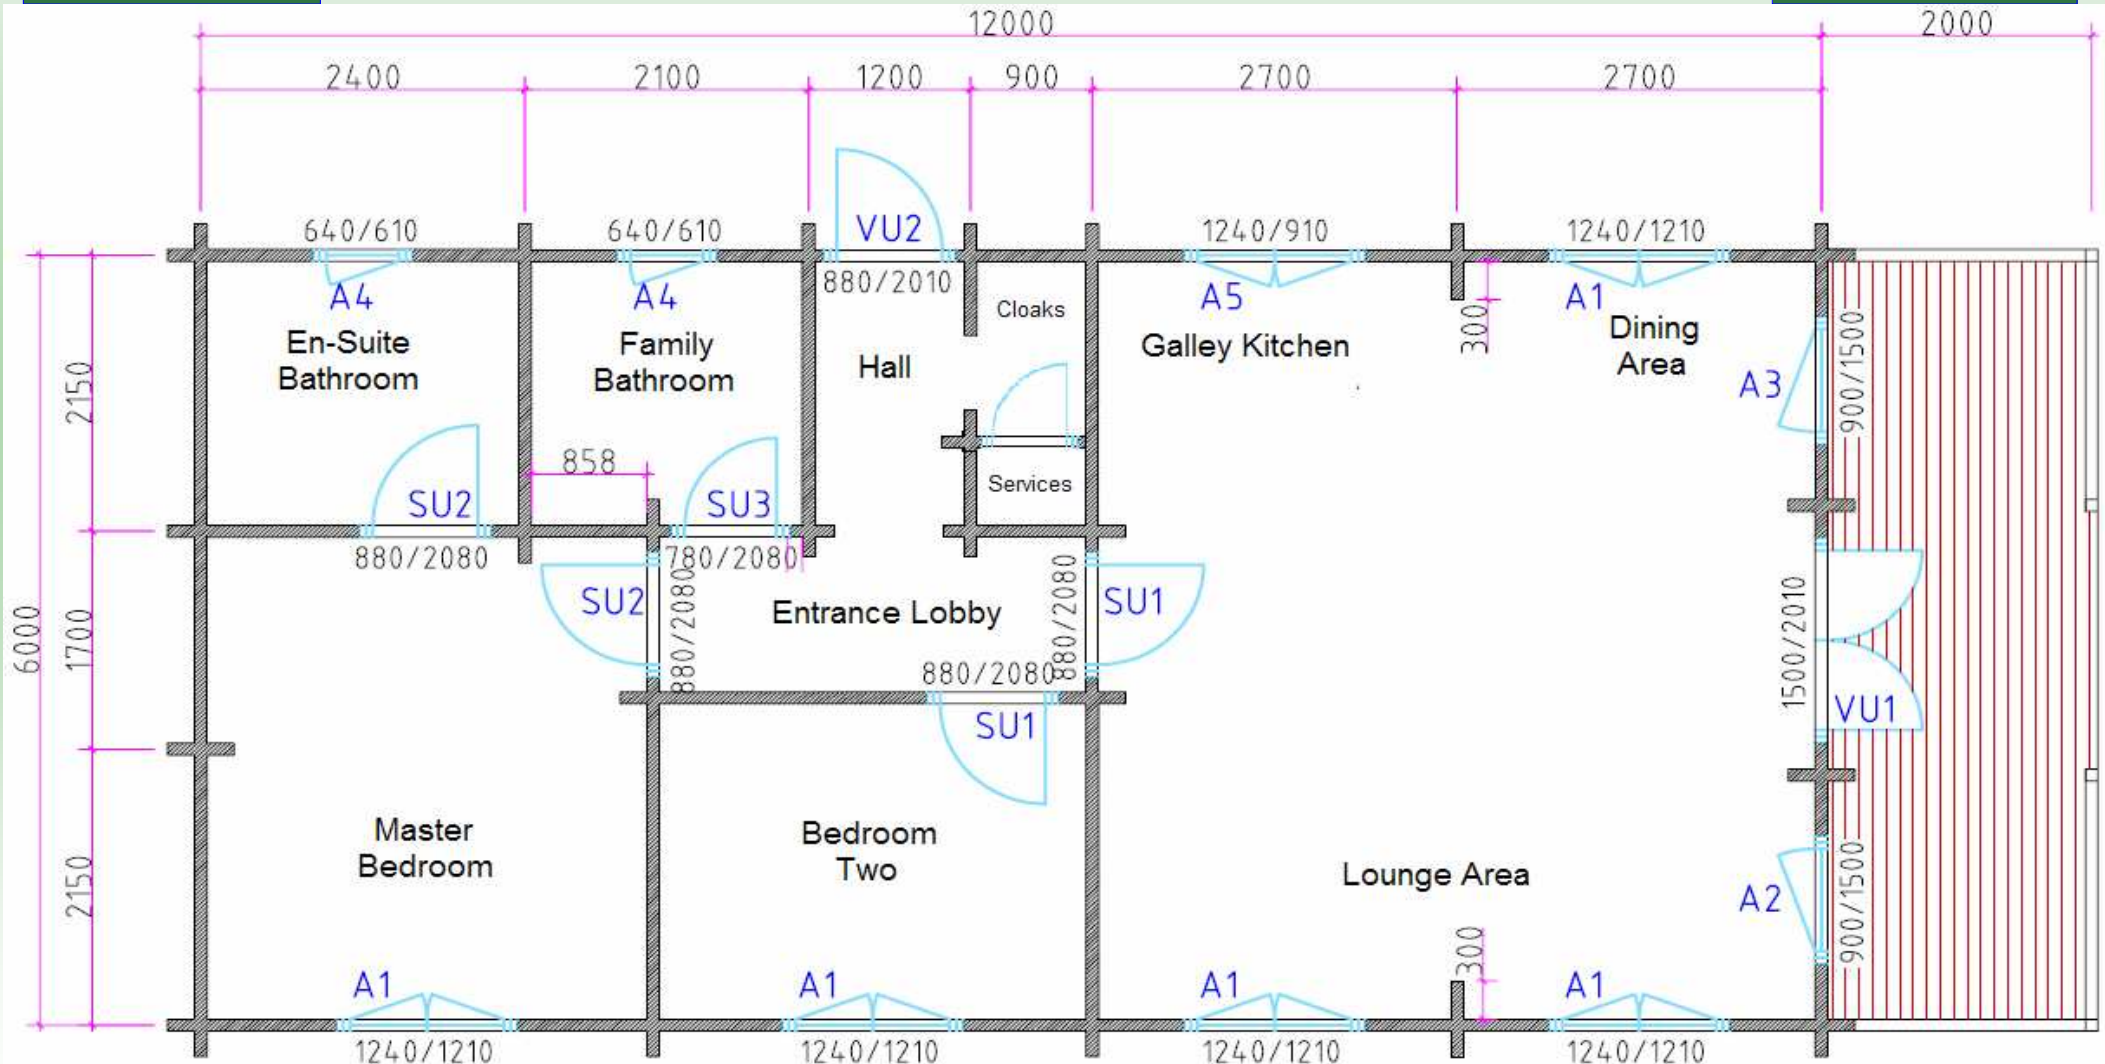 12000
2000
2400
2100
1200
900
2700
2700
640/610
640/610
VU2
1240/910
1240/1210
880/2010
A4
A4
A5
A1
Cloaks
300
En-Suite
Bathroom
Family
Bathroom
Hall
Galley Kitchen
Dining
Area
A3
900/1500
2150
858
SU2
SU3
Services
880/2080
780/2080
SU2
880/2080
Entrance Lobby
880/2080
SU1
6000
1700
880/2080
SU1
1500/2010
VU1
Master
Bedroom
Bedroom
Two
Lounge Area
2150
A2
900/1500
300
A1
A1
A1
A1
1240/1210
1240/1210
1240/1210
1240/1210